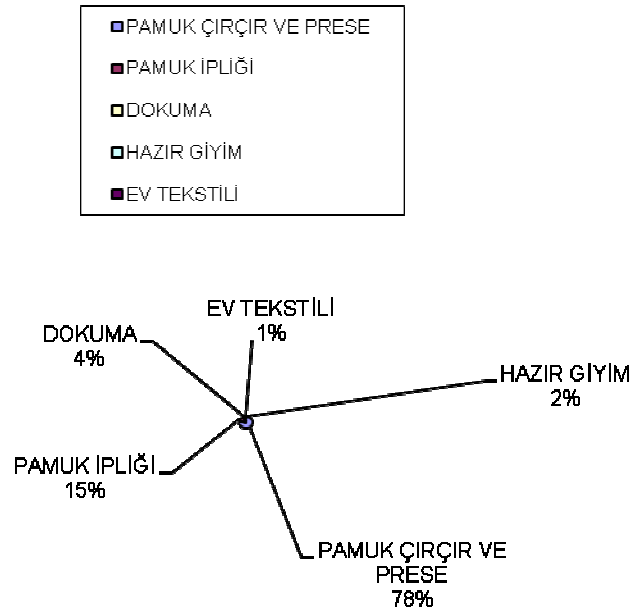 PAMUK ÇIRÇIR VE PRESE
PAMUK İPLİĞİ
DOKUMA
HAZIR GİYİM
EV TEKSTİLİ
EV TEKSTİLİ
1%
DOKUMA
4%
HAZIR GİYİM
2%
PAMUK İPLİĞİ
15%
PAMUK ÇIRÇIR VE
PRESE
78%